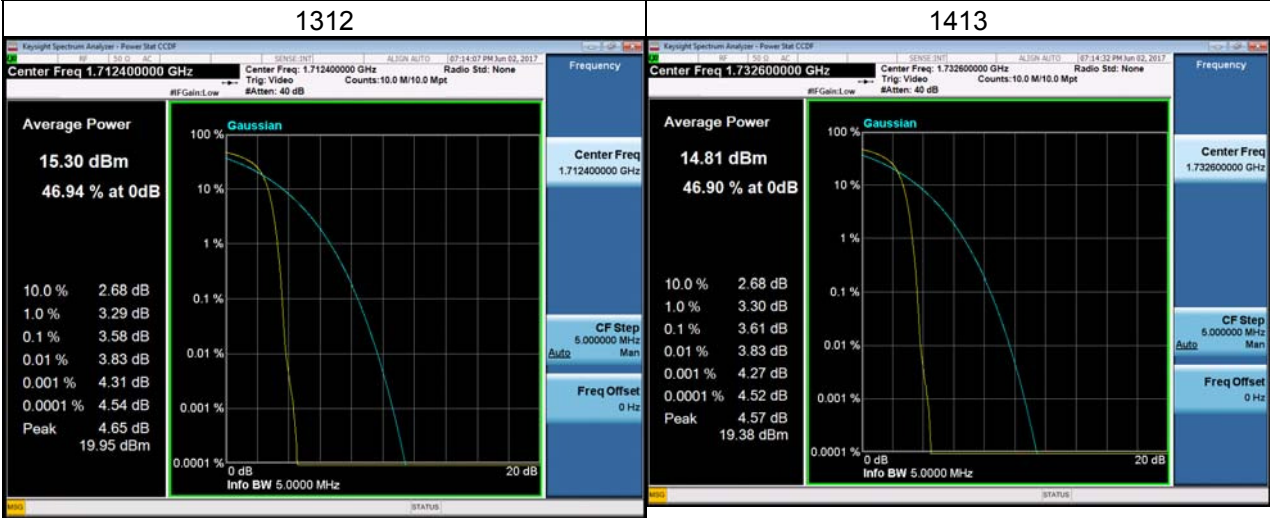 1312
1413
Keysight Spectrum Analyzer - Power Stat CCDF
RF 50 Ω AC SENSE:INT ALIGN AUTO 07:14:07 PM Jun 02, 2017
Center Freq 1.712400000 GHz
Center Freq: 1.712400000 GHz Radio Std: None
Trig: Video Counts:10.0 M/10.0 Mpt
#IFGain:Low #Atten: 40 dB
Frequency
Average Power
15.30 dBm
46.94 % at 0dB
10.0 % 2.68 dB
1.0 % 3.29 dB
0.1 % 3.58 dB
0.01 % 3.83 dB
0.001 % 4.31 dB
0.0001 % 4.54 dB
Peak 4.65 dB
19.95 dBm
Gaussian
100 %
10 %
1 %
0.1 %
0.01 %
0.001 %
0.0001 %
0 dB 20 dB
Info BW 5.0000 MHz
Center Freq
1.712400000 GHz
CF Step
5.000000 MHz
Auto Man
Freq Offset
0 Hz
MSG STATUS
Keysight Spectrum Analyzer - Power Stat CCDF
RF 50 Ω AC SENSE:INT ALIGN AUTO 07:14:32 PM Jun 02, 2017
Center Freq 1.732600000 GHz
Center Freq: 1.732600000 GHz Radio Std: None
Trig: Video Counts:10.0 M/10.0 Mpt
#IFGain:Low #Atten: 40 dB
Frequency
Average Power
14.81 dBm
46.90 % at 0dB
10.0 % 2.68 dB
1.0 % 3.30 dB
0.1 % 3.61 dB
0.01 % 3.83 dB
0.001 % 4.27 dB
0.0001 % 4.52 dB
Peak 4.57 dB
19.38 dBm
Gaussian
100 %
10 %
1 %
0.1 %
0.01 %
0.001 %
0.0001 %
0 dB 20 dB
Info BW 5.0000 MHz
Center Freq
1.732600000 GHz
CF Step
5.000000 MHz
Auto Man
Freq Offset
0 Hz
MSG STATUS